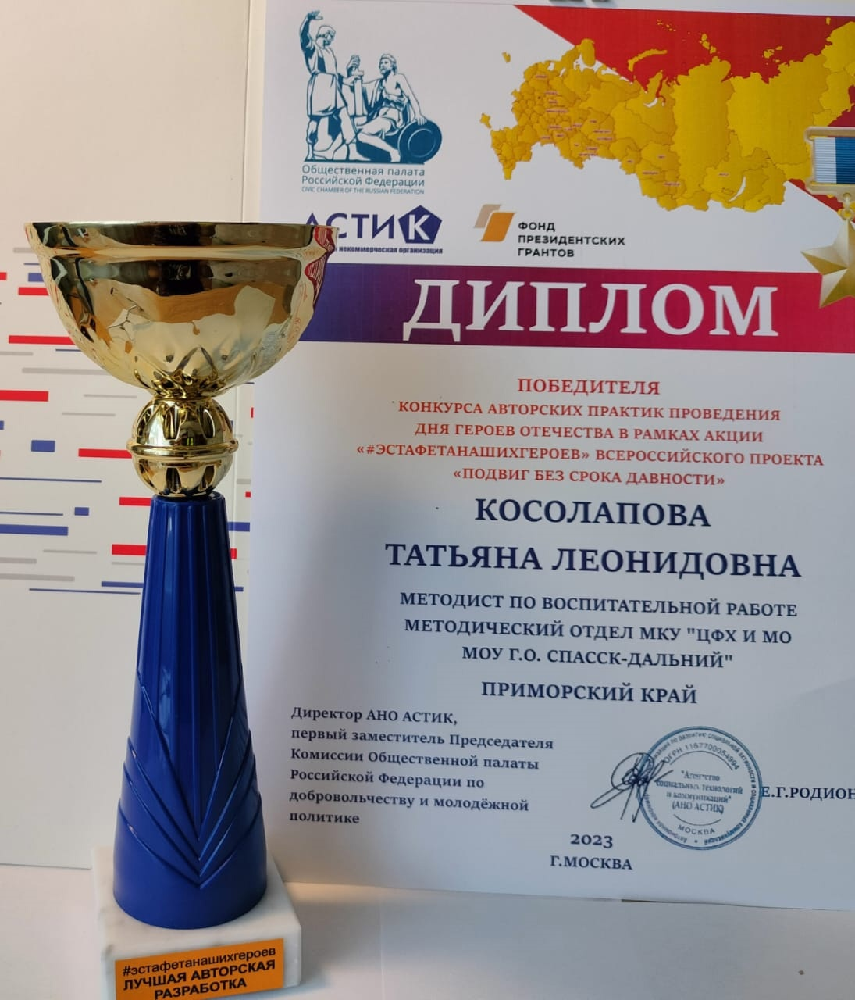 Общественная палата
Российской Федерации
CIVIC CHAMBER OF THE RUSSIAN FEDERATION
АСТИК
некоммерческая организация
ФОНД
ПРЕЗИДЕНТСКИХ
ГРАНТОВ
ДИПЛОМ
ПОБЕДИТЕЛЯ
КОНКУРСА АВТОРСКИХ ПРАКТИК ПРОВЕДЕНИЯ
ДНЯ ГЕРОЕВ ОТЕЧЕСТВА В РАМКАХ АКЦИИ
«#ЭСТАФЕТАНАШИХГЕРОЕВ» ВСЕРОССИЙСКОГО ПРОЕКТА
«ПОДВИГ БЕЗ СРОКА ДАВНОСТИ»
КОСОЛАПОВА
ТАТЬЯНА ЛЕОНИДОВНА
МЕТОДИСТ ПО ВОСПИТАТЕЛЬНОЙ РАБОТЕ
МЕТОДИЧЕСКИЙ ОТДЕЛ МКУ "ЦФХ И МО
МОУ Г.О. СПАССК-ДАЛЬНИЙ"
ПРИМОРСКИЙ КРАЙ
Директор АНО АСТИК,
первый заместитель Председателя
Комиссии Общественной палаты
Российской Федерации по
добровольчеству и молодёжной
политике
ОГРН 1167700054994
"Агентство
социальных технологий
и коммуникаций"
(АНО АСТИК)
МОСКВА
Е.Г.РОДИОН
2023
Г.МОСКВА
#эстафетанашихгероев
ЛУЧШАЯ АВТОРСКАЯ
РАЗРАБОТКА